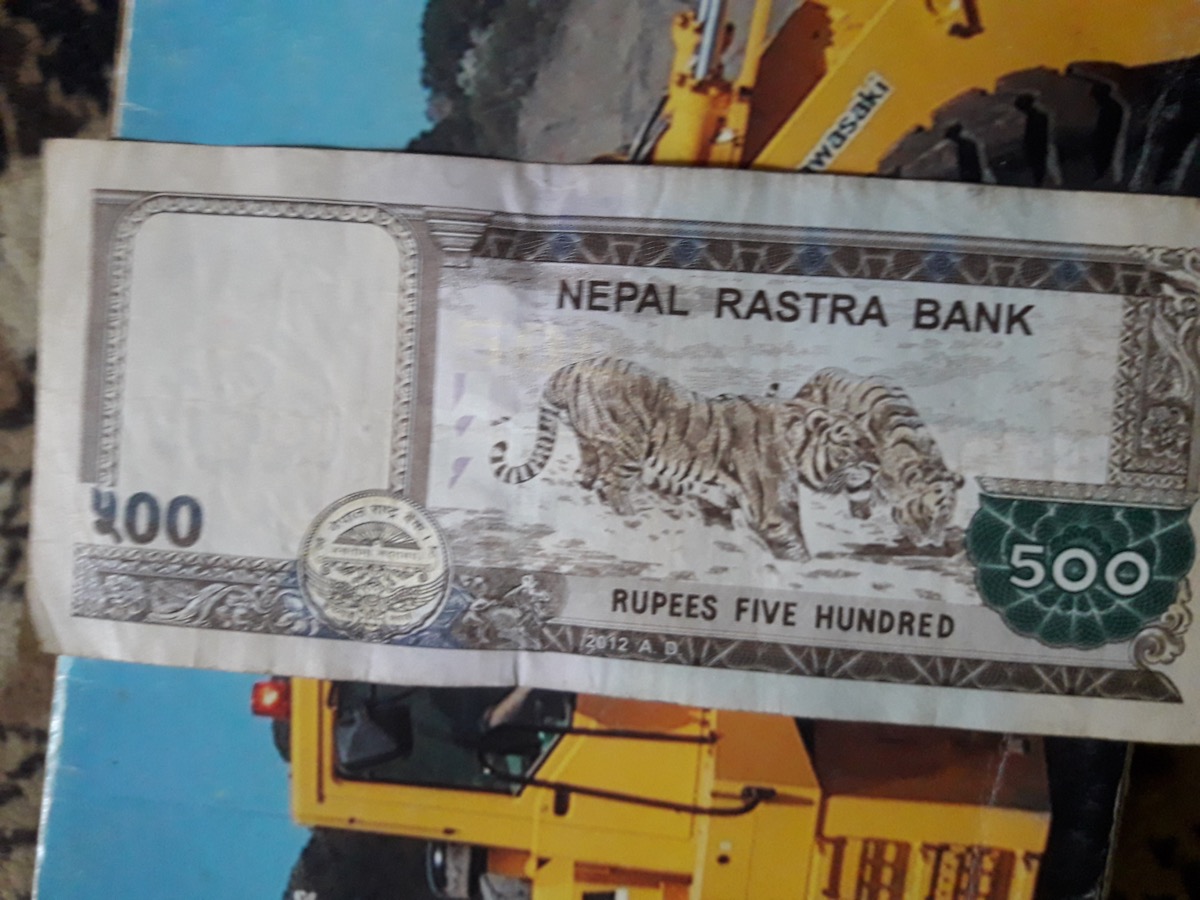 ५००
NEPAL RASTRA BANK
RUPEES FIVE HUNDRED
2012 A.D.
500
wasaki